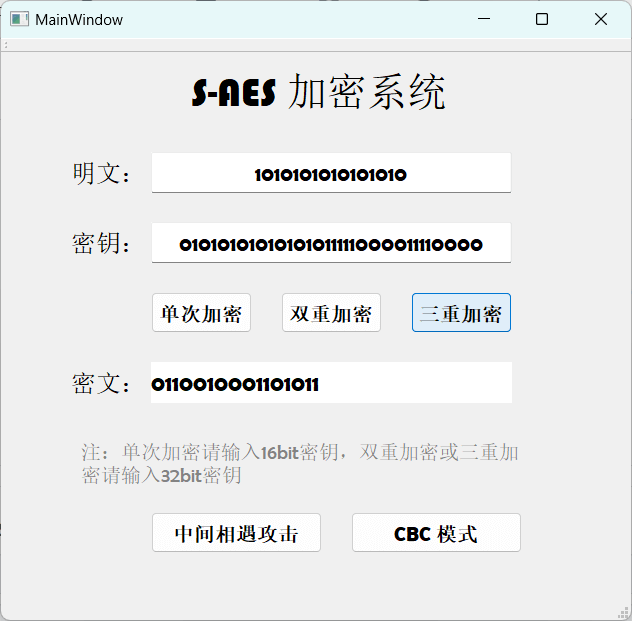 MainWindow
S-AES 加密系统
明文： 1010101010101010
密钥： 01010101010101011111000011110000
单次加密 双重加密 三重加密
密文： 0110010001101011
注：单次加密请输入16bit密钥，双重加密或三重加
密请输入32bit密钥
中间相遇攻击 CBC 模式